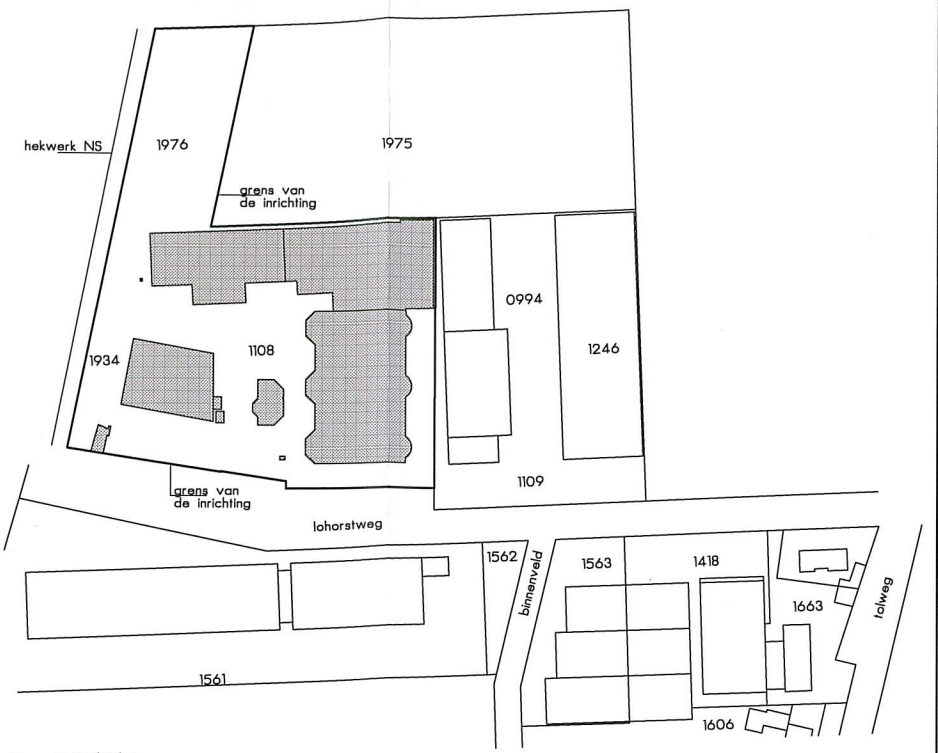 hekwerk NS
1976
1975
grens van
de inrichting
0994
1108
1246
1934
1109
grens van
de inrichting
lohorstweg
1562
binnenveld
1563
1418
1663
tolweg
1561
1606